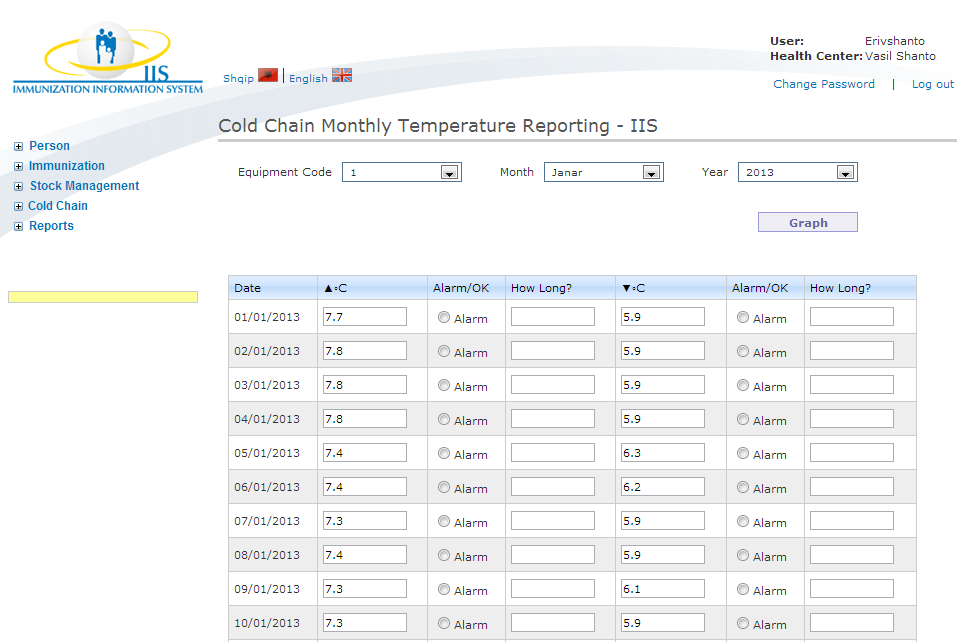 IIS
IMMUNIZATION INFORMATION SYSTEM
Shqip | English
User: Erivshanto
Health Center: Vasil Shanto
Change Password | Log out
Cold Chain Monthly Temperature Reporting - IIS
Person
Immunization
Stock Management
Cold Chain
Reports
Equipment Code 1 Month Janar Year 2013
Graph
Date ▲◦C Alarm/OK How Long? ▼◦C Alarm/OK How Long?
01/01/2013 7.7 Alarm 5.9 Alarm
02/01/2013 7.8 Alarm 5.9 Alarm
03/01/2013 7.8 Alarm 5.9 Alarm
04/01/2013 7.8 Alarm 5.9 Alarm
05/01/2013 7.4 Alarm 6.3 Alarm
06/01/2013 7.4 Alarm 6.2 Alarm
07/01/2013 7.3 Alarm 5.9 Alarm
08/01/2013 7.4 Alarm 5.9 Alarm
09/01/2013 7.3 Alarm 6.1 Alarm
10/01/2013 7.3 Alarm 5.9 Alarm